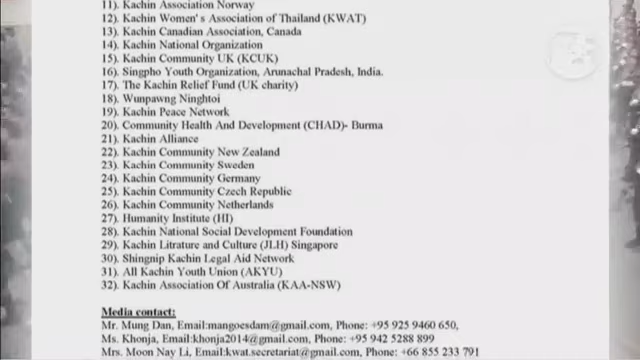 11). Kachin Association Norway
12). Kachin Women's Association of Thailand (KWAT)
13). Kachin Canadian Association, Canada
14). Kachin National Organization
15). Kachin Community UK (KCUK)
16). Singpho Youth Organization, Arunachal Pradesh, India.
17). The Kachin Relief Fund (UK charity)
18). Wunpawng Ninghtoi
19). Kachin Peace Network
20). Community Health And Development (CHAD)- Burma
21). Kachin Alliance
22). Kachin Community New Zealand
23). Kachin Community Sweden
24). Kachin Community Germany
25). Kachin Community Czech Republic
26). Kachin Community Netherlands
27). Humanity Institute (HI)
28). Kachin National Social Development Foundation
29). Kachin Litrature and Culture (JLH) Singapore
30). Shingnip Kachin Legal Aid Network
31). All Kachin Youth Union (AKYU)
32). Kachin Association Of Australia (KAA-NSW)
Media contact:
Mr. Mung Dan, Email:mangoesdam@gmail.com, Phone: +95 925 9460 650,
Ms. Khonja, Email:khonja2014@gmail.com, Phone: +95 942 5288 899
Mrs. Moon Nay Li, Email:kwat.secretariat@gmail.com, Phone: +66 855 233 791